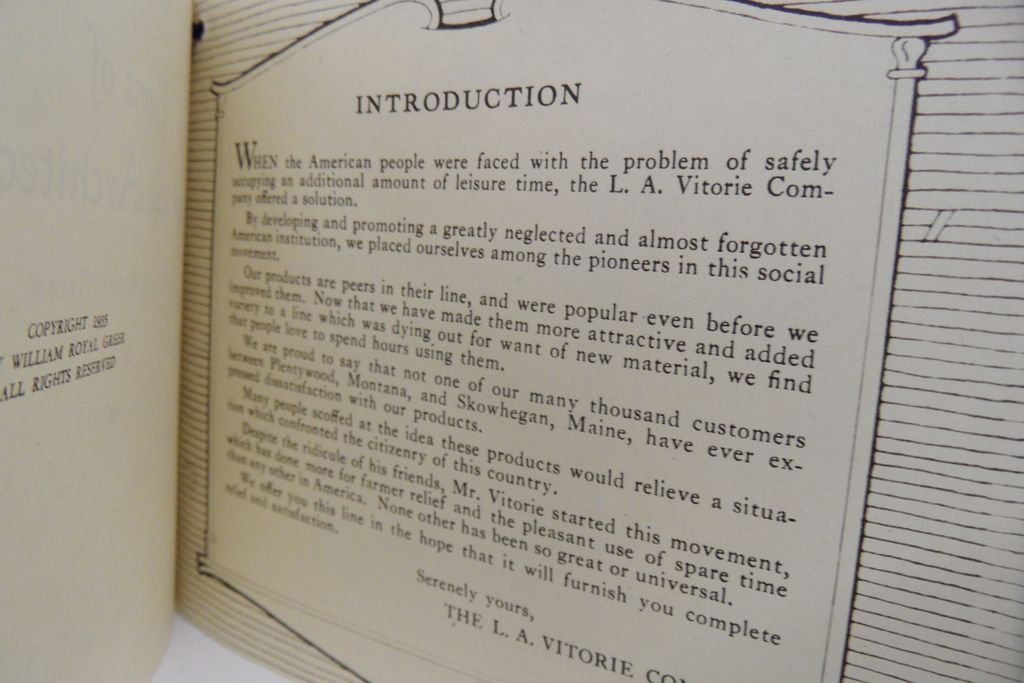 COPYRIGHT 1935
WILLIAM ROYAL GREER
ALL RIGHTS RESERVED
INTRODUCTION
WHEN the American people were faced with the problem of safely
occupying an additional amount of leisure time, the L. A. Vitorie Com-
pany offered a solution.
By developing and promoting a greatly neglected and almost forgotten
American institution, we placed ourselves among the pioneers in this social
movement.
Our products are peers in their line, and were popular even before we
improved them. Now that we have made them more attractive and added
variety to a line which was dying out for want of new material, we find
that people love to spend hours using them.
We are proud to say that not one of our many thousand customers
between Plentywood, Montana, and Skowhegan, Maine, have ever ex-
pressed dissatisfaction with our products.
Many people scoffed at the idea these products would relieve a situa-
tion which confronted the citizenry of this country.
Despite the ridicule of his friends, Mr. Vitorie started this movement,
which has done more for farmer relief and the pleasant use of spare time
than any other in America. None other has been so great or universal.
We offer you this line in the hope that it will furnish you complete
relief and satisfaction.
Serenely yours,
THE L. A. VITORIE